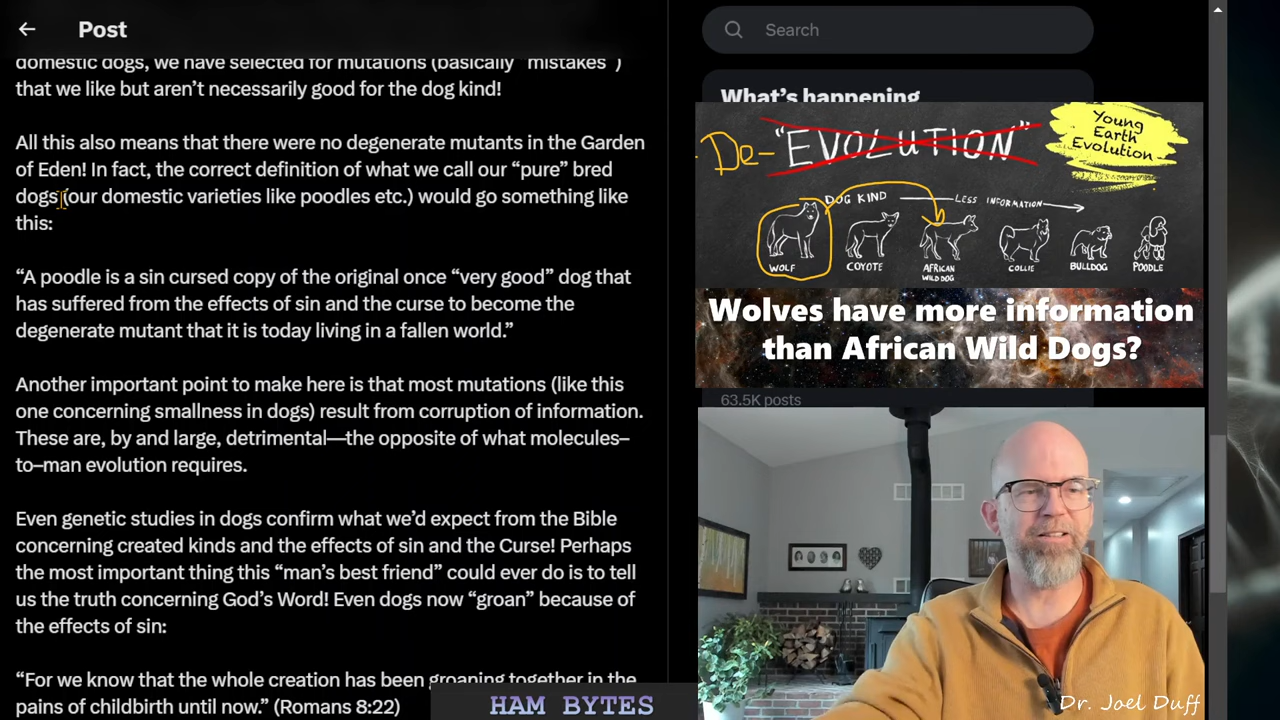 Post
domestic dogs, we have selected for mutations (basically “mistakes”)
that we like but aren’t necessarily good for the dog kind!
All this also means that there were no degenerate mutants in the Garden
of Eden! In fact, the correct definition of what we call our “pure” bred
dogs (our domestic varieties like poodles etc.) would go something like
this:
“A poodle is a sin cursed copy of the original once “very good” dog that
has suffered from the effects of sin and the curse to become the
degenerate mutant that it is today living in a fallen world.”
Another important point to make here is that most mutations (like this
one concerning smallness in dogs) result from corruption of information.
These are, by and large, detrimental—the opposite of what molecules–
to–man evolution requires.
Even genetic studies in dogs confirm what we’d expect from the Bible
concerning created kinds and the effects of sin and the Curse! Perhaps
the most important thing this “man’s best friend” could ever do is to tell
us the truth concerning God’s Word! Even dogs now “groan” because of
the effects of sin:
“For we know that the whole creation has been groaning together in the
pains of childbirth until now.” (Romans 8:22)
HAM BYTES
Search
What’s happening
De-“EVOLUTION”
Young
Earth
Evolution
DOG KIND
LESS INFORMATION
WOLF
COYOTE
AFRICAN
WILD DOG
COLLIE
BULLDOG
POODLE
Wolves have more information
than African Wild Dogs?
63.5K posts
Dr. Joel Duff